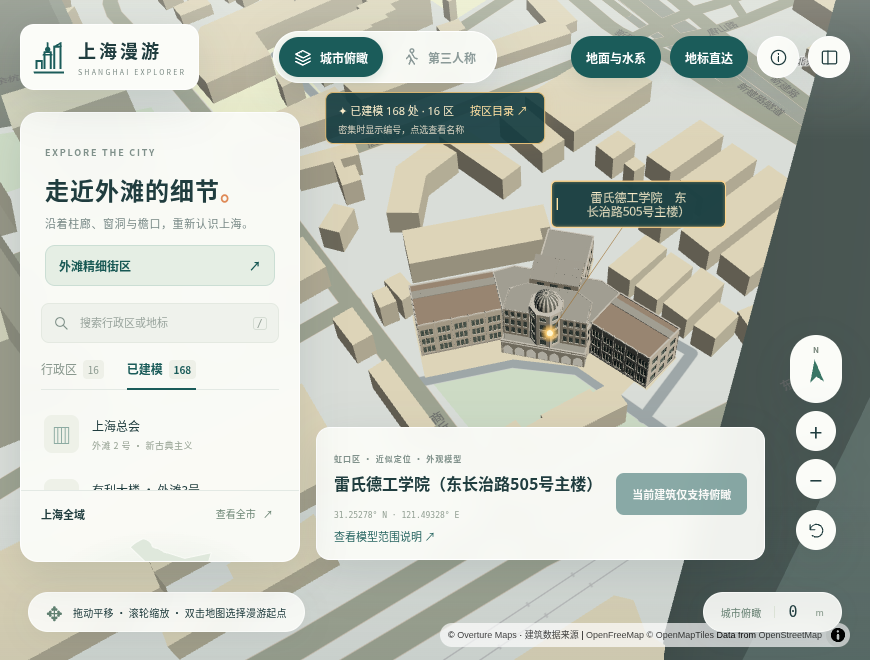 上海漫游
SHANGHAI EXPLORER
城市俯瞰
第三人称
地面与水系
地标直达
✦ 已建模 168 处 · 16 区 按区目录 ↗
密集时显示编号，点选查看名称
EXPLORE THE CITY
走近外滩的细节。
沿着柱廊、窗洞与檐口，重新认识上海。
外滩精细街区 ↗
搜索行政区或地标 /
行政区 16 已建模 168
上海总会
外滩 2 号 · 新古典主义
有利大楼 · 外滩3号
上海全域 查看全市 ↗
雷氏德工学院 东
长治路505号主楼）
虹口区 · 近似定位 · 外观模型
雷氏德工学院（东长治路505号主楼）
31.25278° N · 121.49328° E
查看模型范围说明 ↗
当前建筑仅支持俯瞰
N
+
−
拖动平移 · 滚轮缩放 · 双击地图选择漫游起点
城市俯瞰 0 m
© Overture Maps · 建筑数据来源 | OpenFreeMap © OpenMapTiles Data from OpenStreetMap